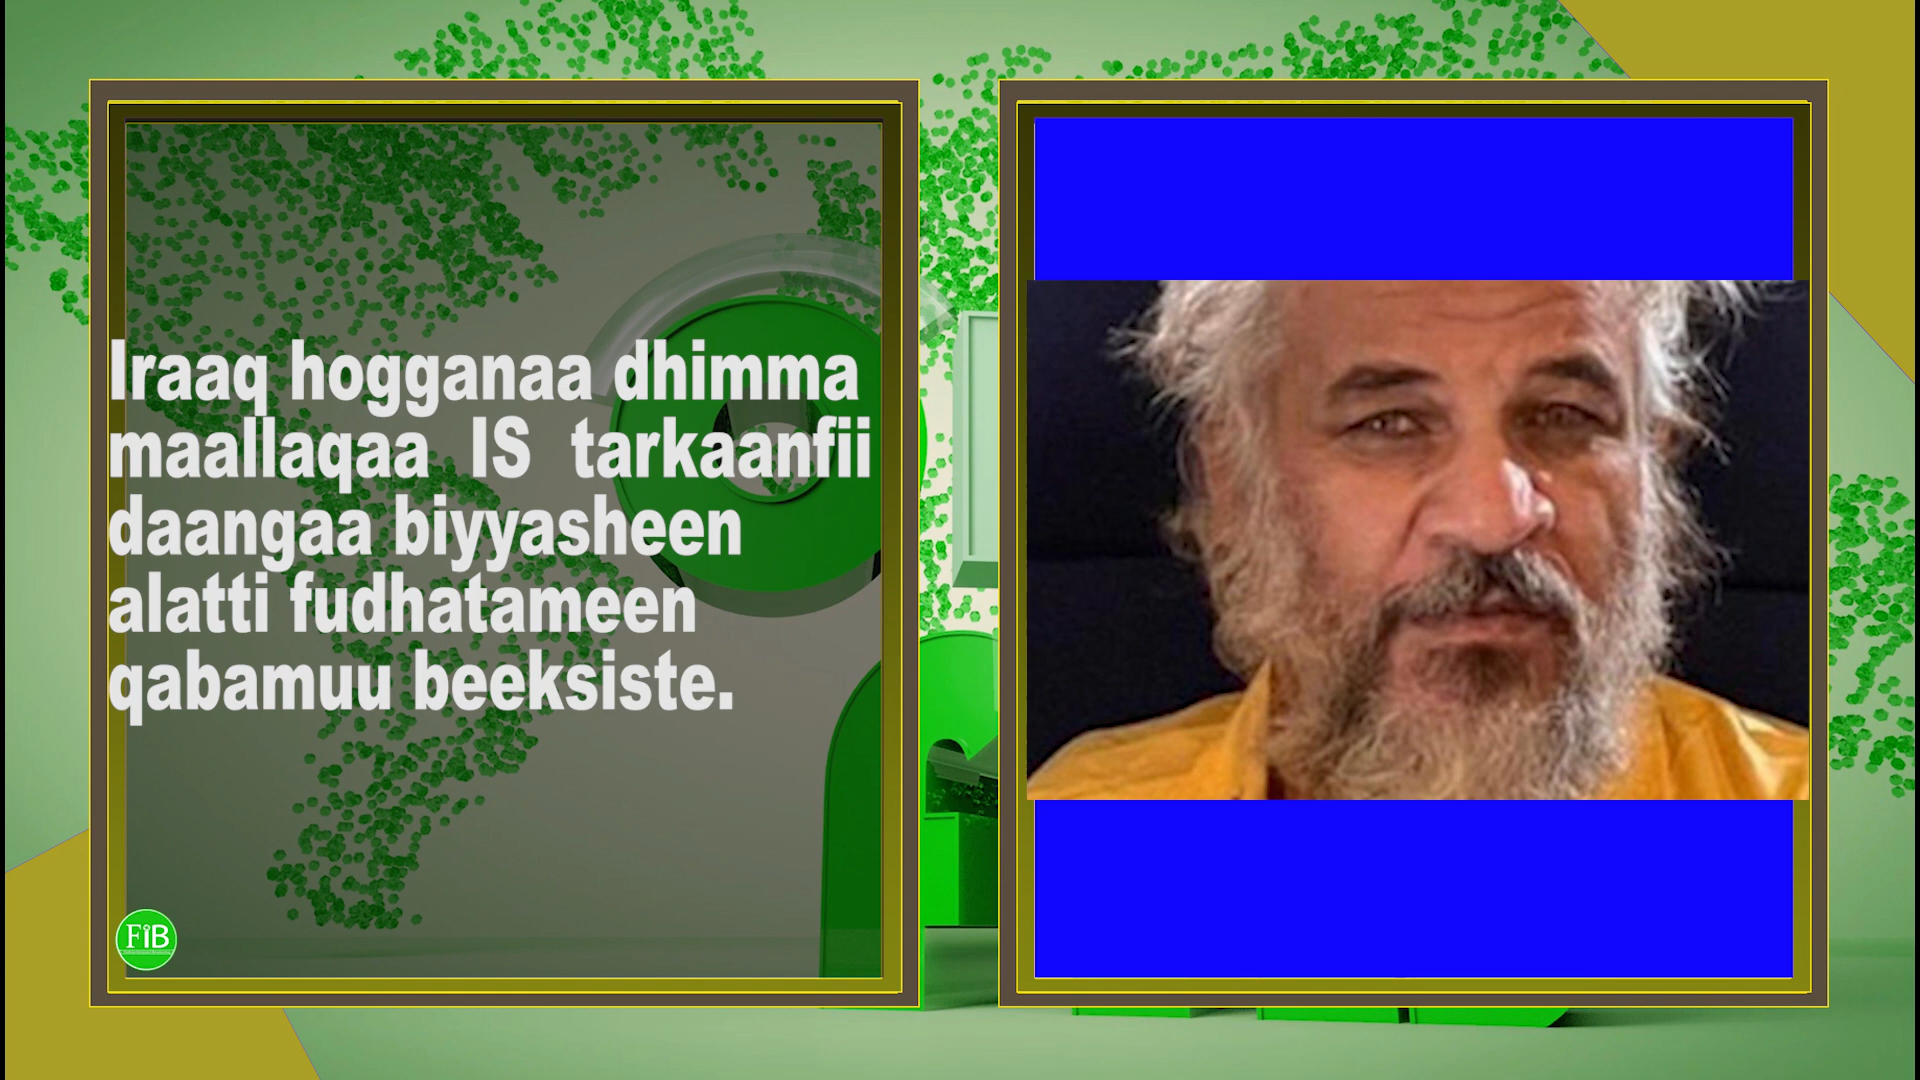 Iraaq hogganaa dhimma
maallaqaa IS tarkaanfii
daangaa biyyasheen
alatti fudhatameen
qabamuu beeksiste.
FiB